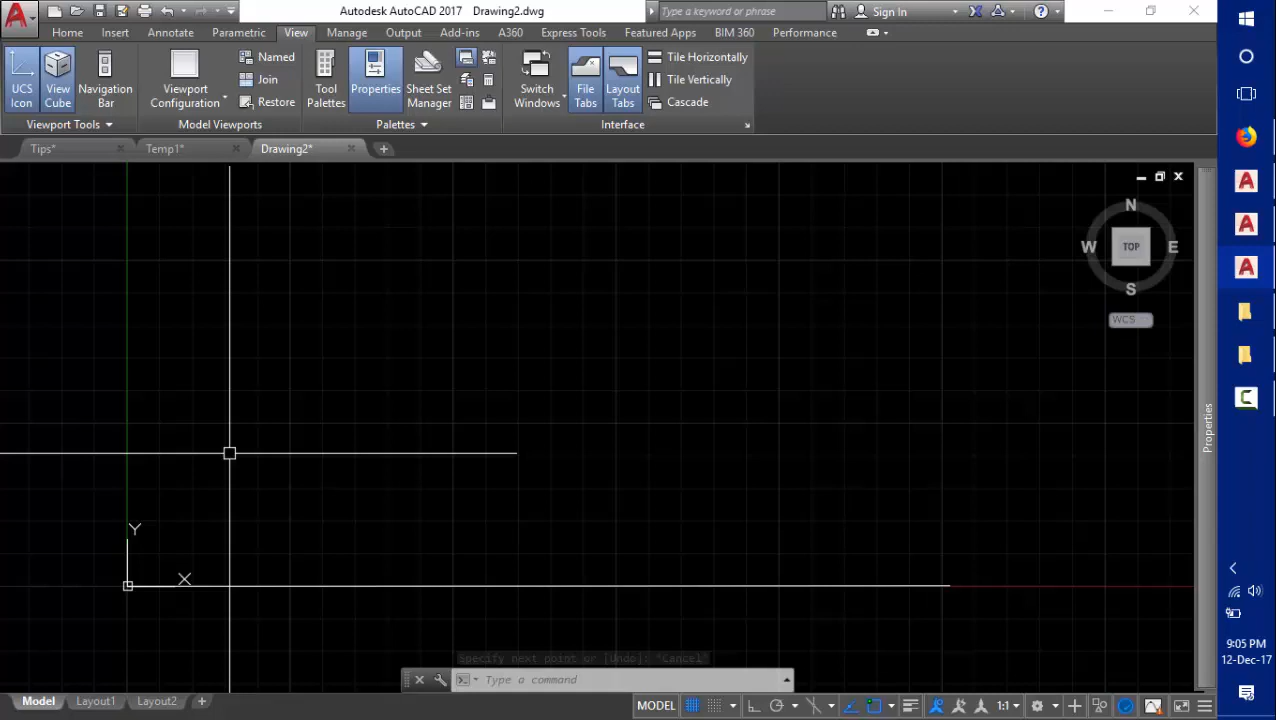 Autodesk AutoCAD 2017 Drawing2.dwg
Type a keyword or phrase
Sign In
Home Insert Annotate Parametric View Manage Output Add-ins A360 Express Tools Featured Apps BIM 360 Performance
UCS Icon
View Cube
Navigation Bar
Viewport Configuration
Named
Join
Restore
Tool Palettes
Properties
Sheet Set Manager
Switch Windows
File Tabs
Layout Tabs
Tile Horizontally
Tile Vertically
Cascade
Viewport Tools
Model Viewports
Palettes
Interface
Tips* Temp1* Drawing2*
N
W TOP E
S
WCS
Properties
Y
X
Specify next point or [Undo]: *Cancel*
Type a command
Model Layout1 Layout2
MODEL 1:1
9:05 PM
12-Dec-17